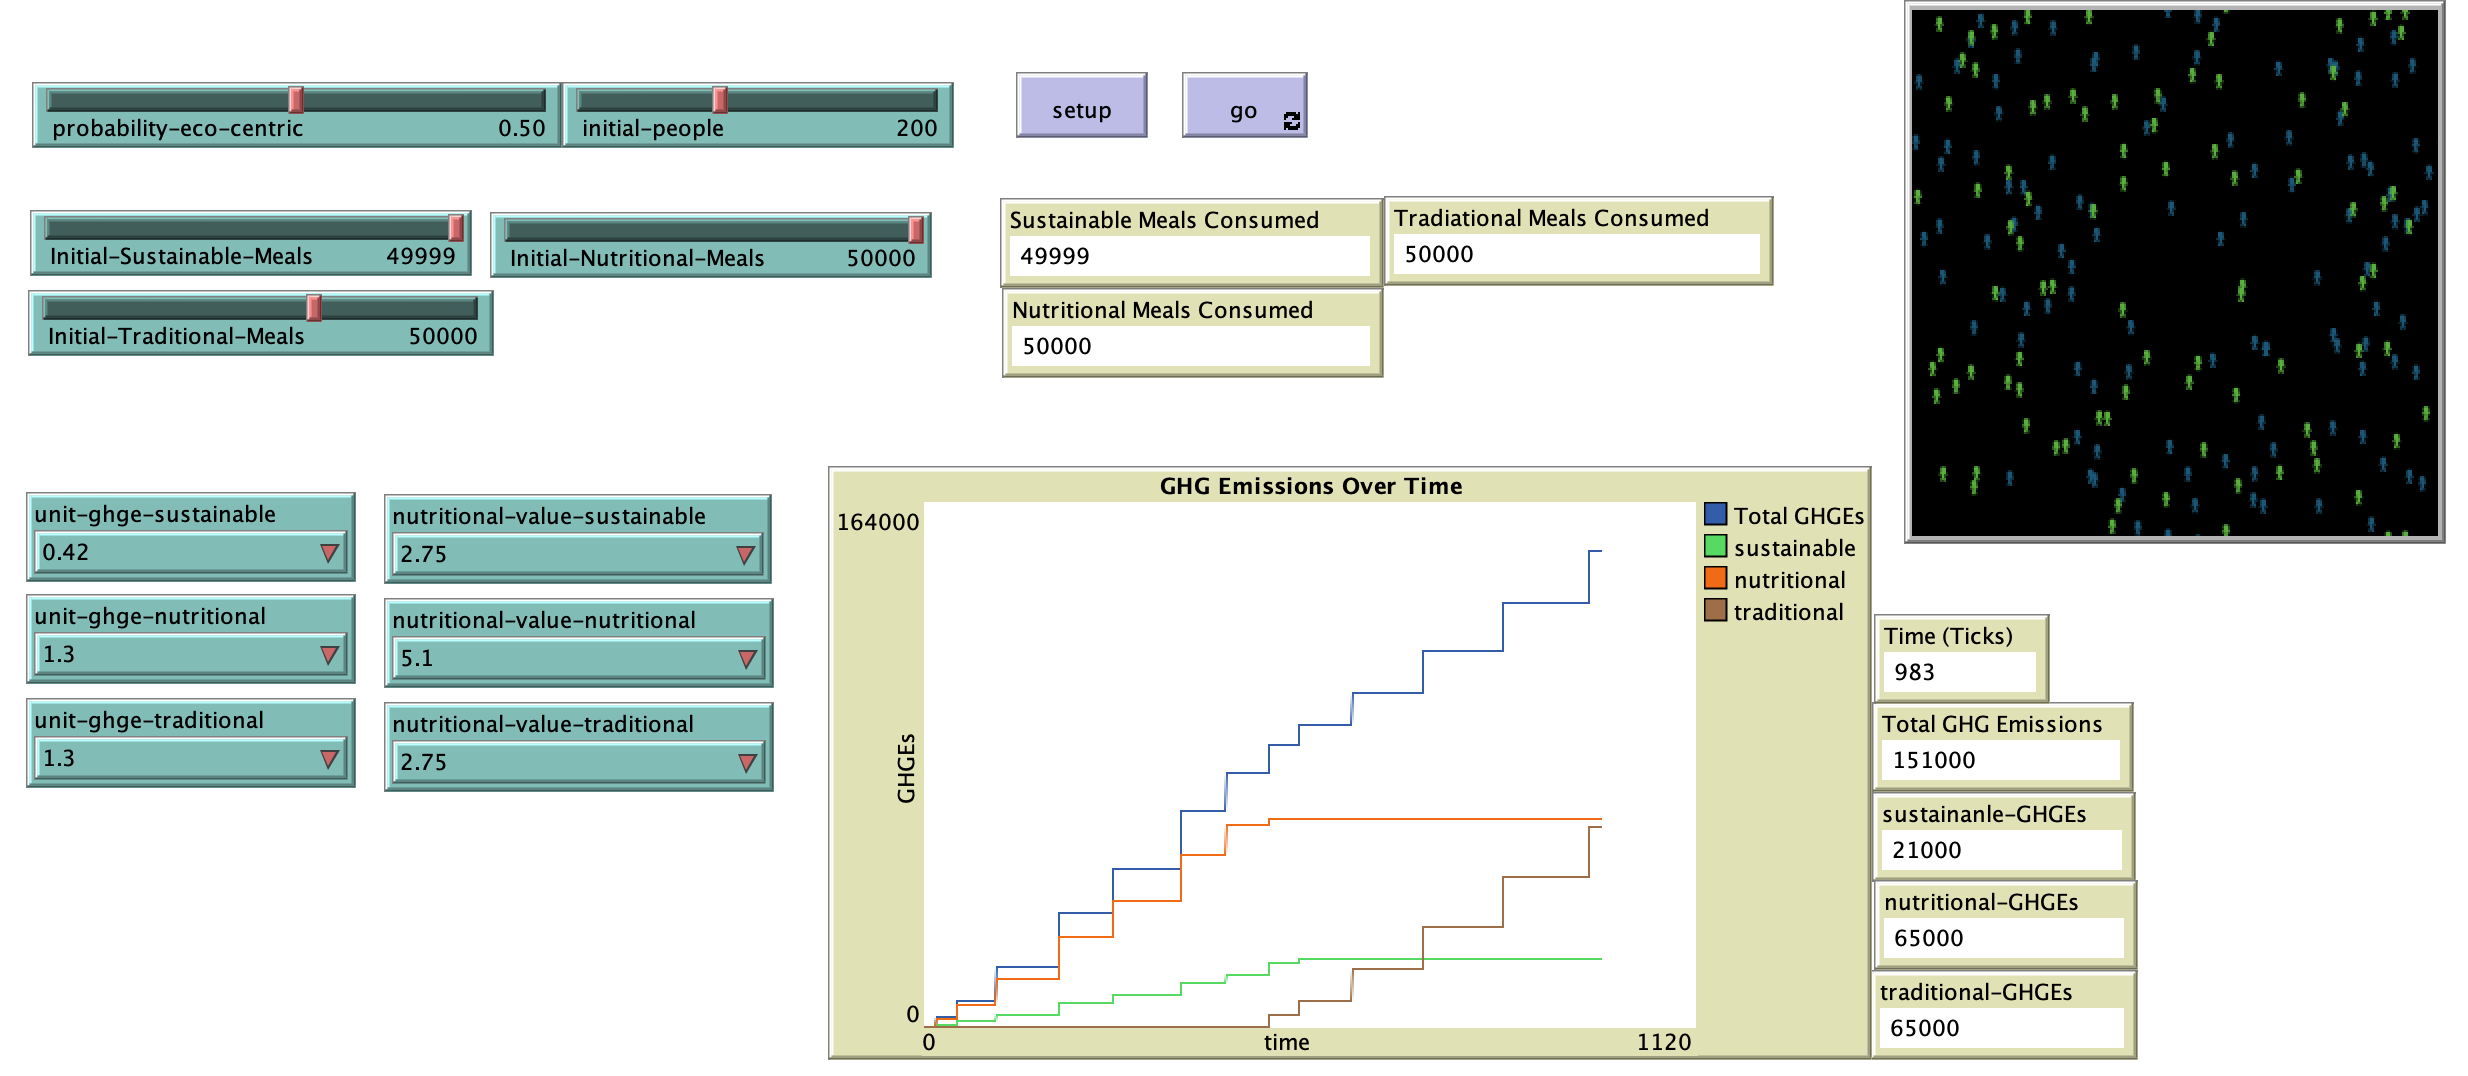 probability-eco-centric 0.50
initial-people 200
setup
go
Initial-Sustainable-Meals 49999
Initial-Nutritional-Meals 50000
Initial-Traditional-Meals 50000
Sustainable Meals Consumed
49999
Tradiational Meals Consumed
50000
Nutritional Meals Consumed
50000
unit-ghge-sustainable
0.42
nutritional-value-sustainable
2.75
unit-ghge-nutritional
1.3
nutritional-value-nutritional
5.1
unit-ghge-traditional
1.3
nutritional-value-traditional
2.75
GHG Emissions Over Time
164000
GHGEs
0
0
time
1120
Total GHGEs
sustainable
nutritional
traditional
Time (Ticks)
983
Total GHG Emissions
151000
sustainanle-GHGEs
21000
nutritional-GHGEs
65000
traditional-GHGEs
65000